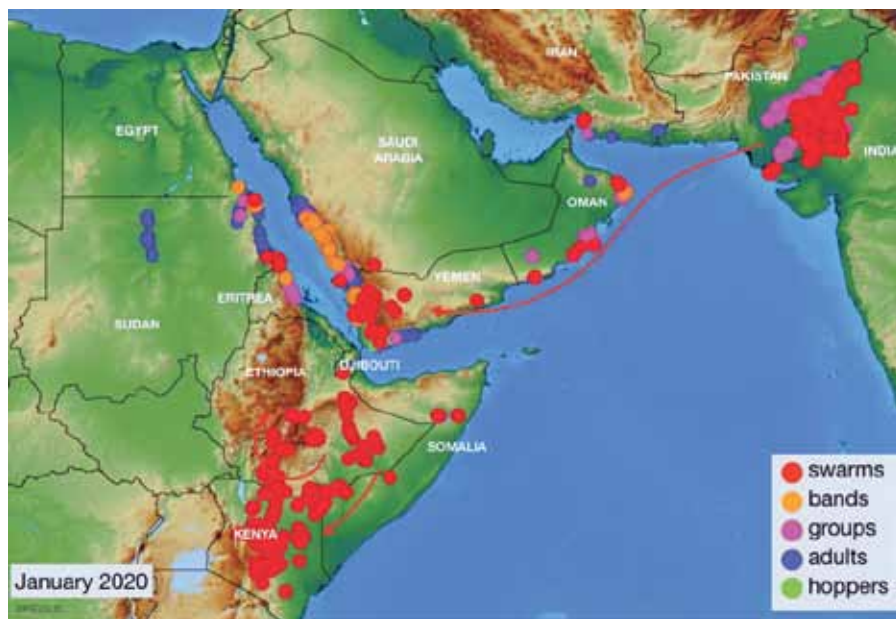 IRAN
PAKISTAN
EGYPT
SAUDI
ARABIA
INDIA
OMAN
YEMEN
ERITREA
SUDAN
DJIBOUTI
ETHIOPIA
SOMALIA
KENYA
January 2020
swarms
bands
groups
adults
hoppers